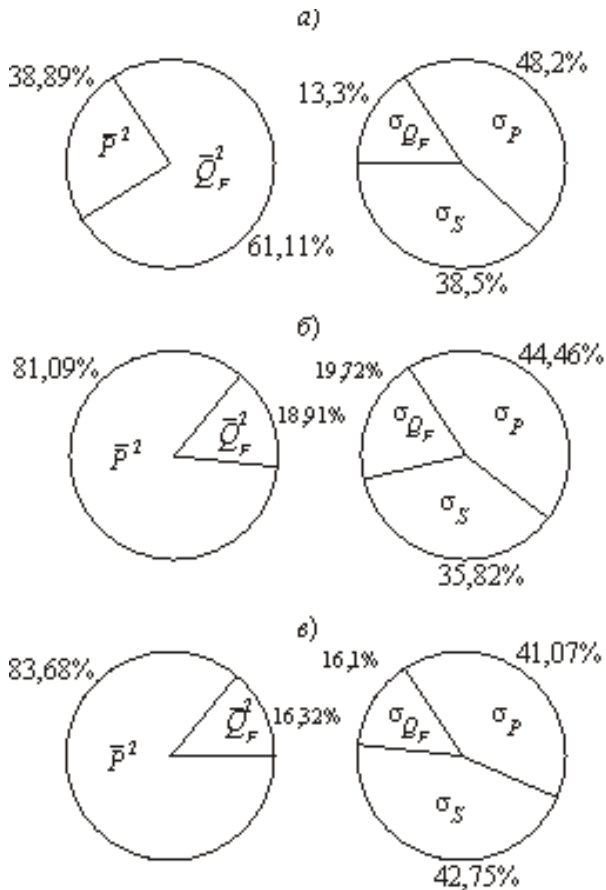 а)
38,89% 13,3% 48,2%
P̄² Q̄²_F σ_Q_F σ_P
σ_S
61,11% 38,5%
б)
81,09% 19,72% 44,46%
P̄² Q̄²_F 18,91% σ_Q_F σ_P
σ_S
35,82%
в)
83,68% 16,1% 41,07%
P̄² Q̄²_F 16,32% σ_Q_F σ_P
σ_S
42,75%